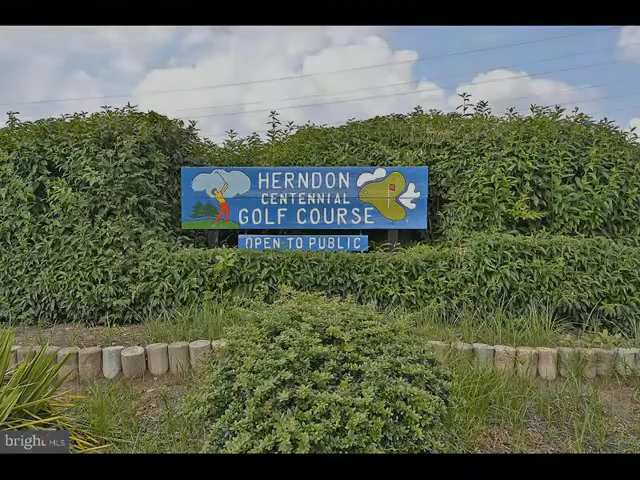 HERNDON
CENTENNIAL
GOLF COURSE
OPEN TO PUBLIC
bright MLS